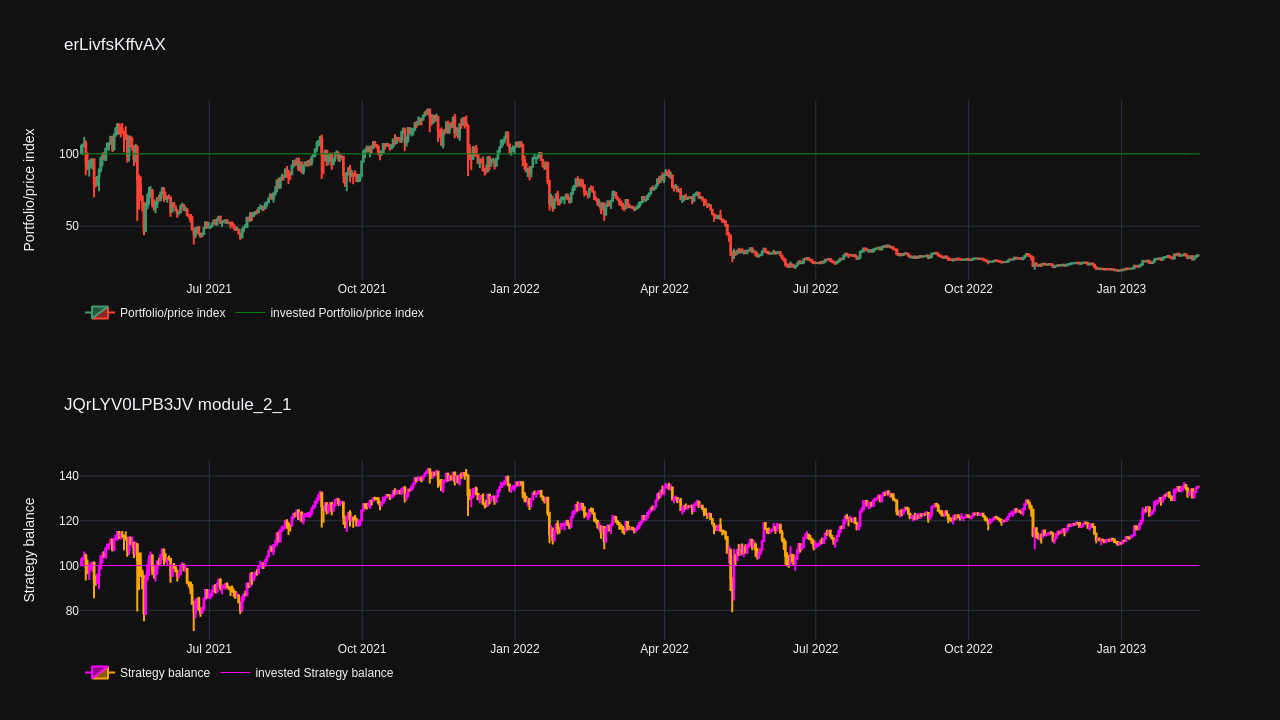 erLivfsKffvAX
Portfolio/price index
100
50
Jul 2021 Oct 2021 Jan 2022 Apr 2022 Jul 2022 Oct 2022 Jan 2023
Portfolio/price index invested Portfolio/price index
JQrLYV0LPB3JV module_2_1
Strategy balance
140
120
100
80
Jul 2021 Oct 2021 Jan 2022 Apr 2022 Jul 2022 Oct 2022 Jan 2023
Strategy balance invested Strategy balance